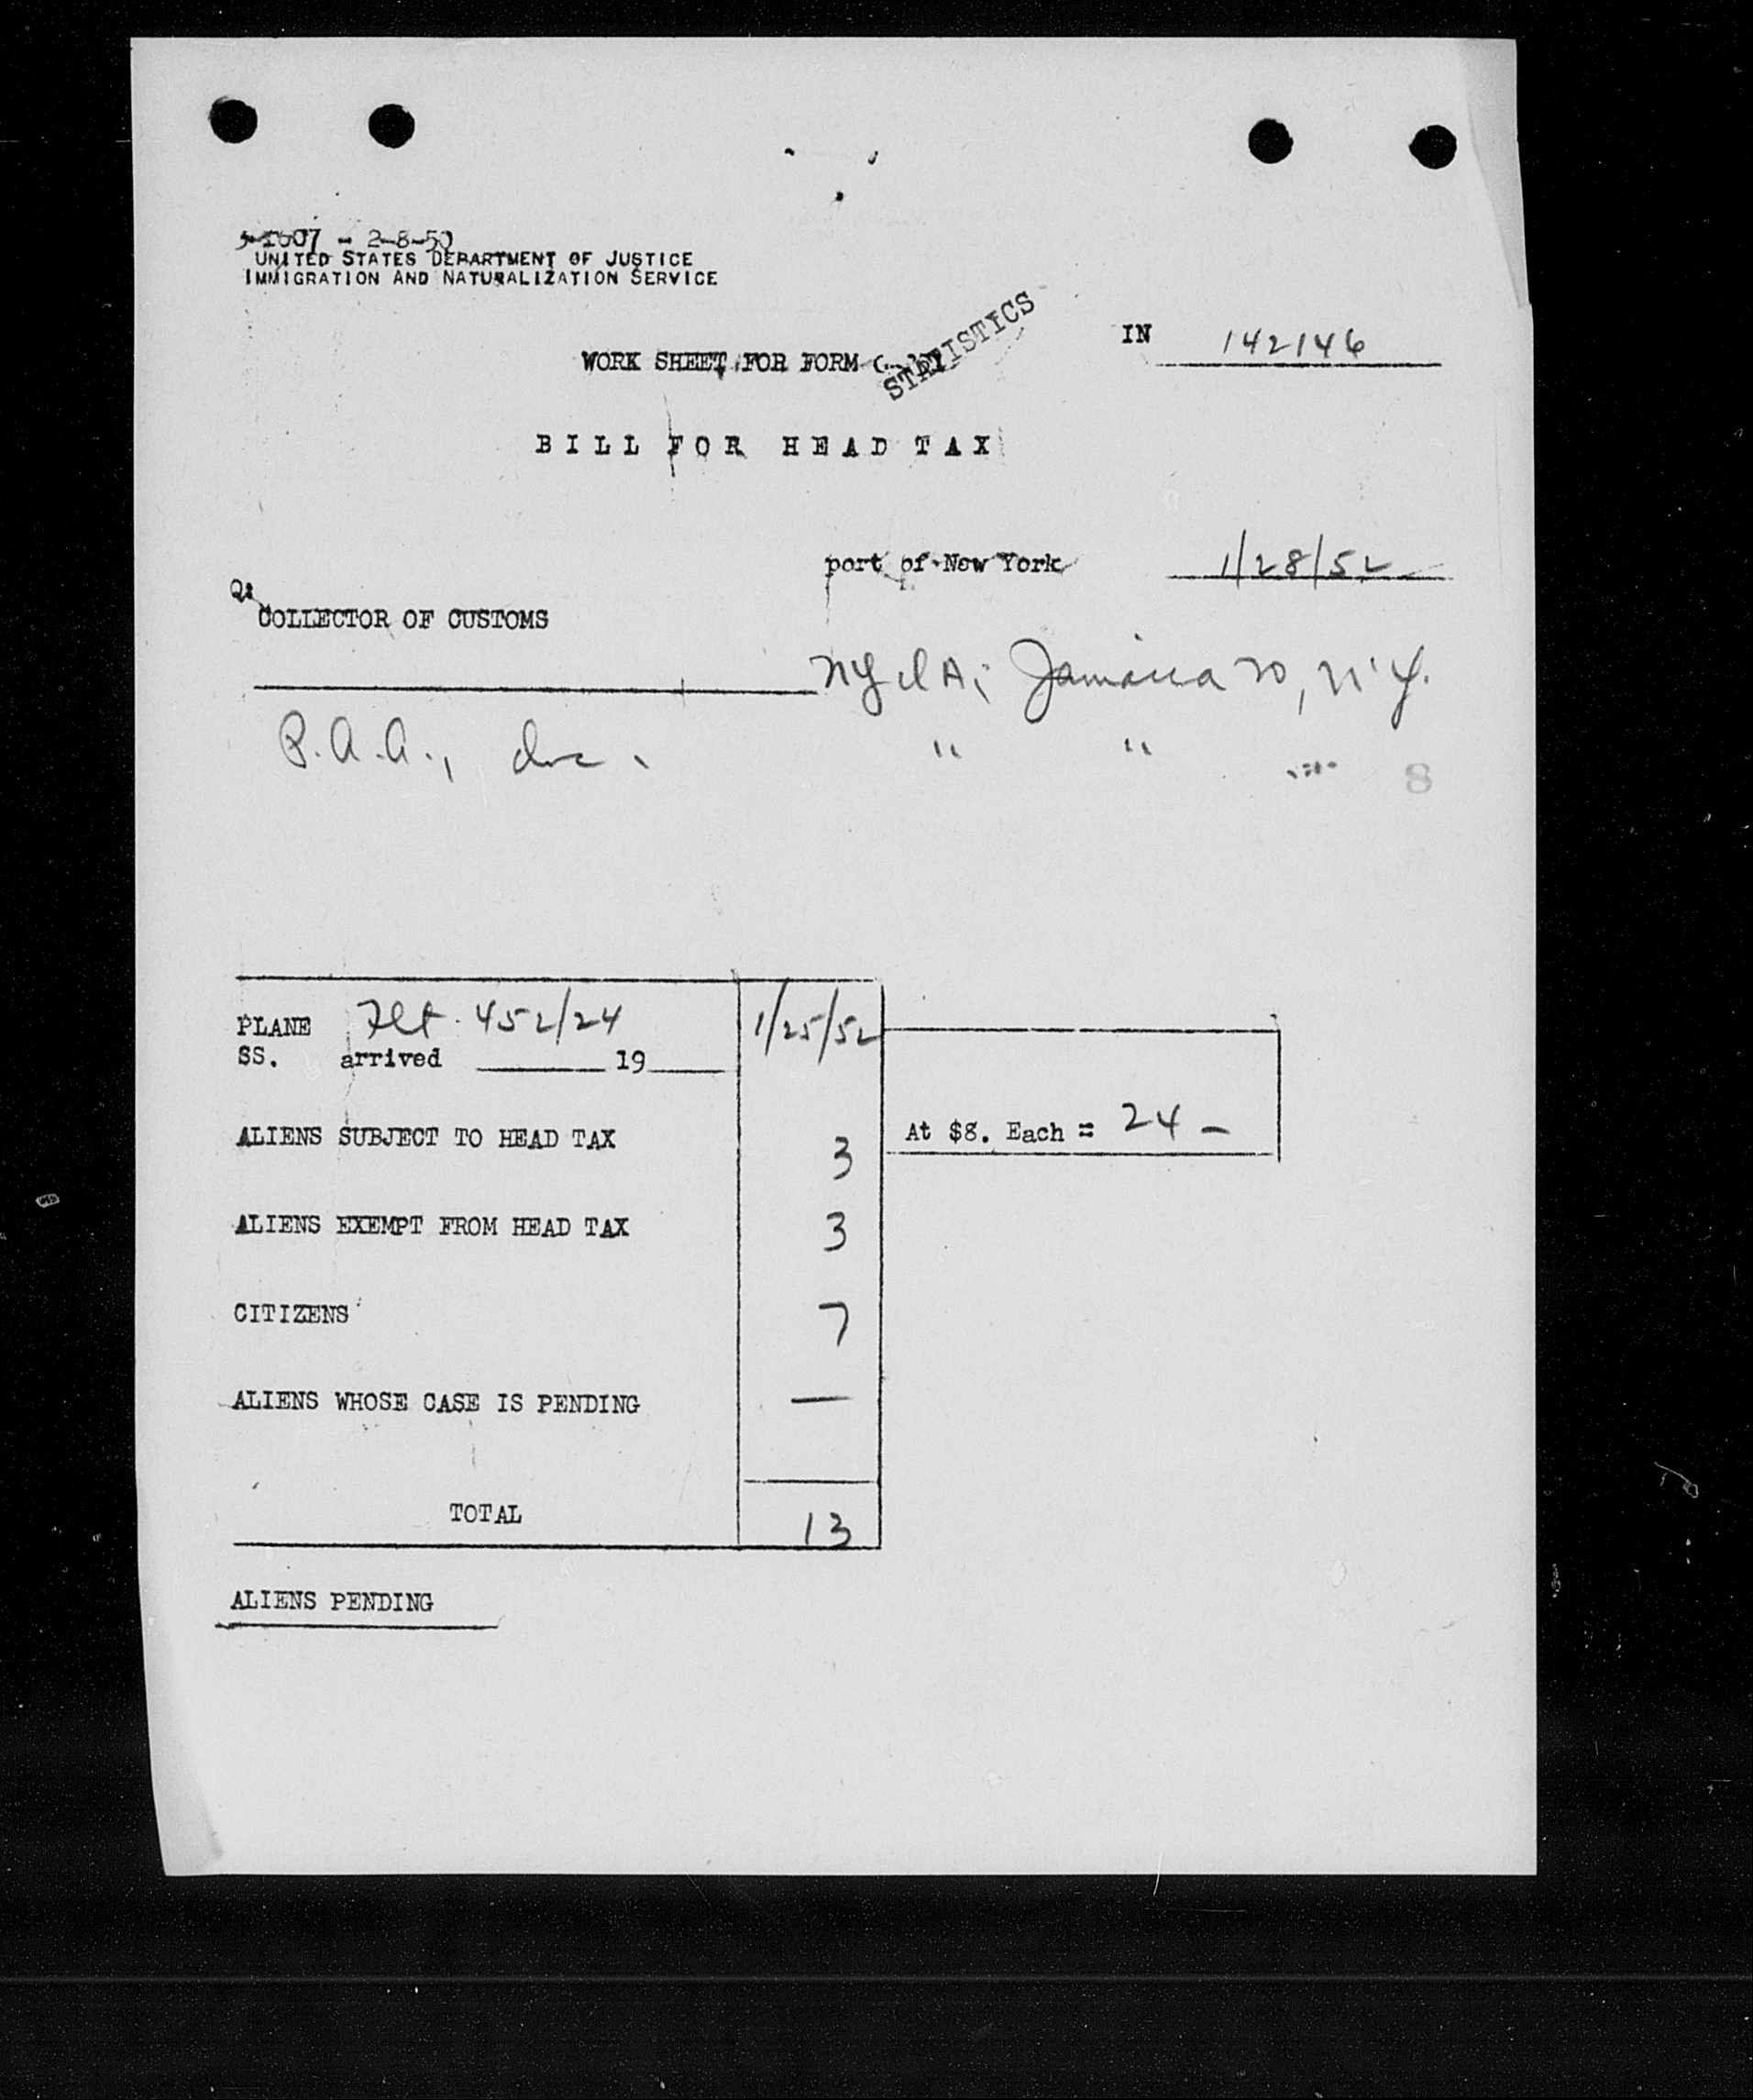 - 2-8-50
UNITED STATES DEPARTMENT OF JUSTICE
IMMIGRATION AND NATURALIZATION SERVICE
STATISTICS
IN 142146
WORK SHEET FOR FORM
BILL FOR HEAD TAX
port of New York 1/28/52
COLLECTOR OF CUSTOMS
NYIA; Jamaica 30, N.Y.
P.A.A., Inc. " "
8
PLANE Flt. 452/24 1/25/52
SS. arrived 19
ALIENS SUBJECT TO HEAD TAX 3 At $8. Each = 24 -
ALIENS EXEMPT FROM HEAD TAX 3
CITIZENS 7
ALIENS WHOSE CASE IS PENDING —
TOTAL 13
ALIENS PENDING